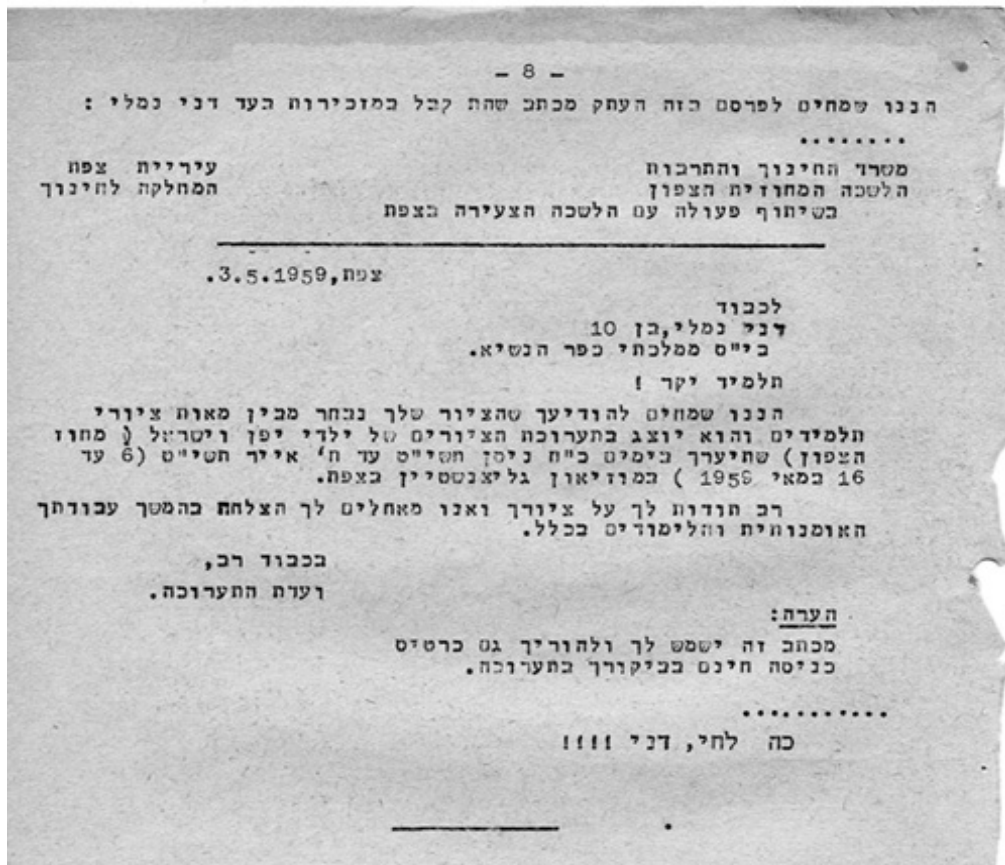 - 8 -
הננו שמחים לפרסם בזה העתק מכתב שהתקבל במזכירות בעד דני נמלי :
........
משרד החינוך והתרבות עיריית צפת
הלשכה המחוזית הצפון המחלקה לחינוך
בשיתוף פעולה עם הלשכה הצעירה בצפת
צפת,3.5.1959.
לכבוד
דני נמלי,בן 10
בי"ס ממלכתי כפר הנשיא.
תלמיד יקר !
הננו שמחים להודיעך שהציור שלך נבחר מבין מאות ציורי
תלמידים והוא יוצג בתערוכת הציורים של ילדי יפן וישראל ) מחוז
הצפון) שתיערך בימים כ"ח ניסן תשי"ט עד ח' אייר תשי"ט (6 עד
16 במאי 1959 ) במוזיאון גליצנשטיין בצפת.
רב תודות לך על ציורך ואנו מאחלים לך הצלחה בהמשך עבודתך
האומנותית והלימודים בכלל.
בכבוד רב,
ועדת התערוכה.
הערה:
מכתב זה ישמש לך ולהוריך גם כרטיס
כניסה חינם בביקורך בתערוכה.
...........
כה לחי, דני !!!!